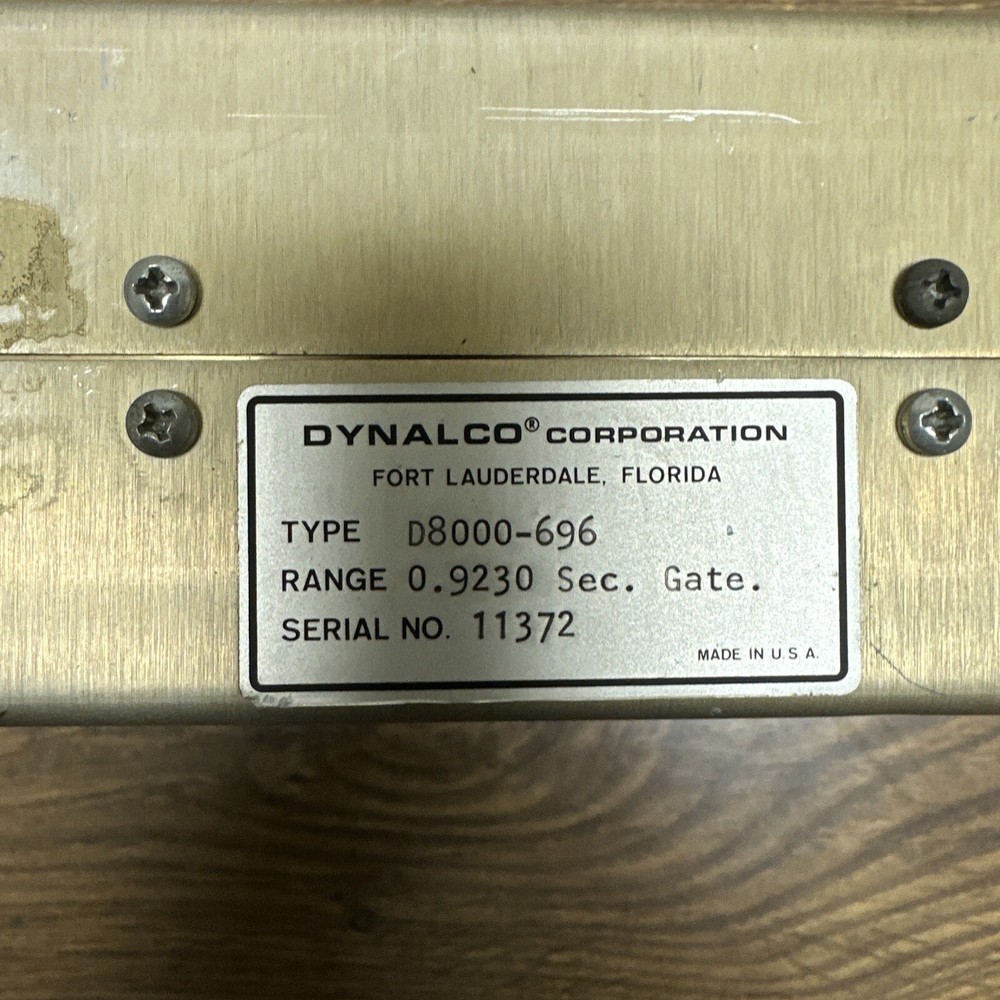 DYNALCO® CORPORATION
FORT LAUDERDALE, FLORIDA
TYPE D8000-696
RANGE 0.9230 Sec. Gate.
SERIAL NO. 11372
MADE IN U.S.A.